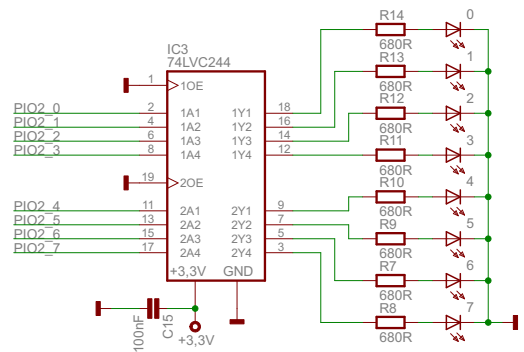 R14
0
680R
IC3
74LVC244
R13
1
680R
1
1OE
R12
2
680R
PIO2_0
2
1A1
1Y1
18
PIO2_1
4
1A2
1Y2
16
PIO2_2
6
1A3
1Y3
14
PIO2_3
8
1A4
1Y4
12
R11
3
680R
19
2OE
R10
4
680R
PIO2_4
11
2A1
2Y1
9
PIO2_5
13
2A2
2Y2
7
PIO2_6
15
2A3
2Y3
5
PIO2_7
17
2A4
2Y4
3
R9
5
680R
+3,3V
GND
R7
6
680R
R8
7
680R
100nF
C15
+3,3V